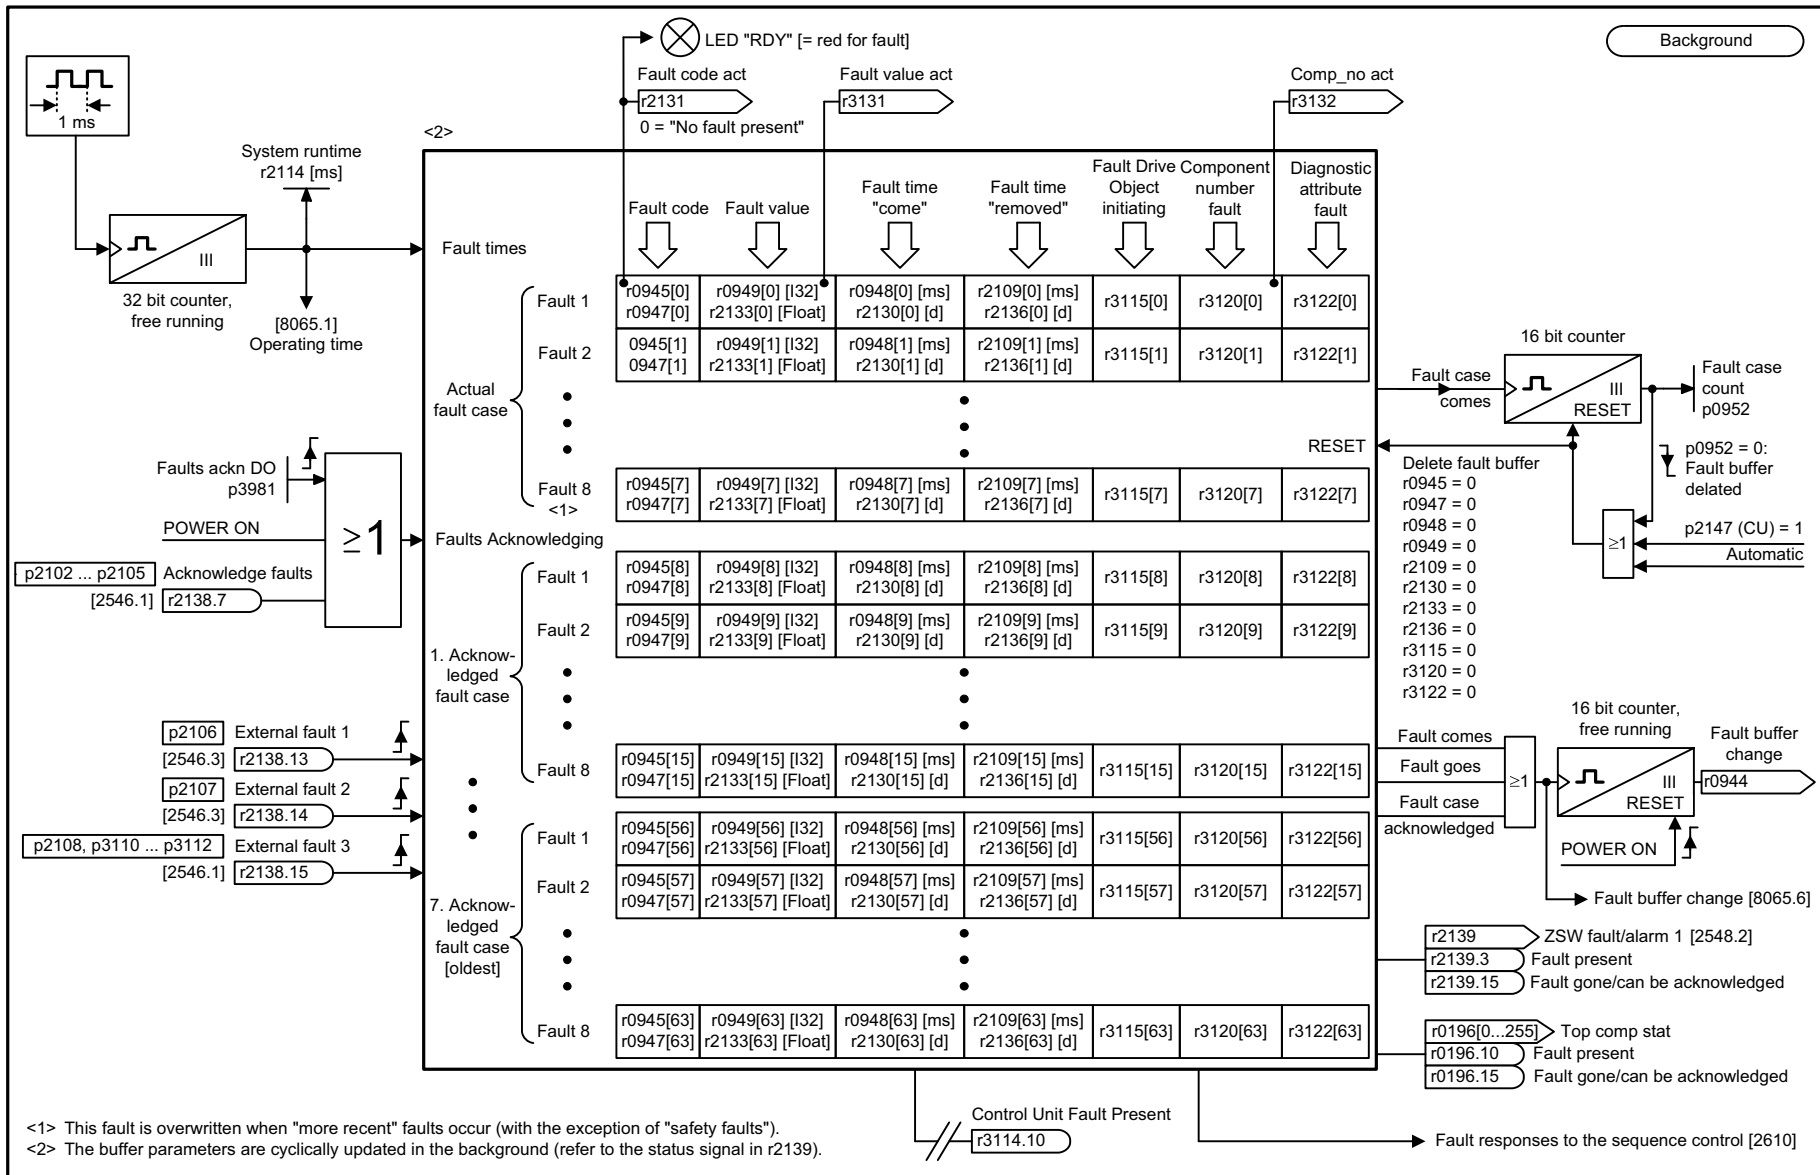 LED "RDY" [= red for fault]
Background
Fault code act
r2131
0 = "No fault present"
Fault value act
r3131
Comp_no act
r3132
1 ms
<2>
System runtime
r2114 [ms]
III
32 bit counter,
free running
[8065.1]
Operating time
Fault times
Fault code
Fault value
Fault time
"come"
Fault time
"removed"
Fault Drive
Object
initiating
Component
number
fault
Diagnostic
attribute
fault
Actual
fault case
Fault 1
r0945[0]
r0947[0]
r0949[0] [I32]
r2133[0] [Float]
r0948[0] [ms]
r2130[0] [d]
r2109[0] [ms]
r2136[0] [d]
r3115[0]
r3120[0]
r3122[0]
Fault 2
0945[1]
0947[1]
r0949[1] [I32]
r2133[1] [Float]
r0948[1] [ms]
r2130[1] [d]
r2109[1] [ms]
r2136[1] [d]
r3115[1]
r3120[1]
r3122[1]
Fault 8
<1>
r0945[7]
r0947[7]
r0949[7] [I32]
r2133[7] [Float]
r0948[7] [ms]
r2130[7] [d]
r2109[7] [ms]
r2136[7] [d]
r3115[7]
r3120[7]
r3122[7]
Faults ackn DO
p3981
POWER ON
p2102 ... p2105
Acknowledge faults
[2546.1]
r2138.7
≥1
Faults Acknowledging
1. Acknow-
ledged
fault case
Fault 1
r0945[8]
r0947[8]
r0949[8] [I32]
r2133[8] [Float]
r0948[8] [ms]
r2130[8] [d]
r2109[8] [ms]
r2136[8] [d]
r3115[8]
r3120[8]
r3122[8]
Fault 2
r0945[9]
r0947[9]
r0949[9] [I32]
r2133[9] [Float]
r0948[9] [ms]
r2130[9] [d]
r2109[9] [ms]
r2136[9] [d]
r3115[9]
r3120[9]
r3122[9]
Fault 8
r0945[15]
r0947[15]
r0949[15] [I32]
r2133[15] [Float]
r0948[15] [ms]
r2130[15] [d]
r2109[15] [ms]
r2136[15] [d]
r3115[15]
r3120[15]
r3122[15]
p2106
External fault 1
[2546.3]
r2138.13
p2107
External fault 2
[2546.3]
r2138.14
p2108, p3110 ... p3112
External fault 3
[2546.1]
r2138.15
7. Acknow-
ledged
fault case
[oldest]
Fault 1
r0945[56]
r0947[56]
r0949[56] [I32]
r2133[56] [Float]
r0948[56] [ms]
r2130[56] [d]
r2109[56] [ms]
r2136[56] [d]
r3115[56]
r3120[56]
r3122[56]
Fault 2
r0945[57]
r0947[57]
r0949[57] [I32]
r2133[57] [Float]
r0948[57] [ms]
r2130[57] [d]
r2109[57] [ms]
r2136[57] [d]
r3115[57]
r3120[57]
r3122[57]
Fault 8
r0945[63]
r0947[63]
r0949[63] [I32]
r2133[63] [Float]
r0948[63] [ms]
r2130[63] [d]
r2109[63] [ms]
r2136[63] [d]
r3115[63]
r3120[63]
r3122[63]
Fault case
comes
16 bit counter
III
RESET
Fault case
count
p0952
RESET
p0952 = 0:
Fault buffer
delated
p2147 (CU) = 1
Automatic
≥1
Delete fault buffer
r0945 = 0
r0947 = 0
r0948 = 0
r0949 = 0
r2109 = 0
r2130 = 0
r2133 = 0
r2136 = 0
r3115 = 0
r3120 = 0
r3122 = 0
Fault comes
Fault goes
Fault case
acknowledged
≥1
16 bit counter,
free running
III
RESET
Fault buffer
change
r0944
POWER ON
Fault buffer change [8065.6]
r2139
ZSW fault/alarm 1 [2548.2]
r2139.3
Fault present
r2139.15
Fault gone/can be acknowledged
r0196[0...255]
Top comp stat
r0196.10
Fault present
r0196.15
Fault gone/can be acknowledged
Control Unit Fault Present
r3114.10
Fault responses to the sequence control [2610]
<1> This fault is overwritten when "more recent" faults occur (with the exception of "safety faults").
<2> The buffer parameters are cyclically updated in the background (refer to the status signal in r2139).